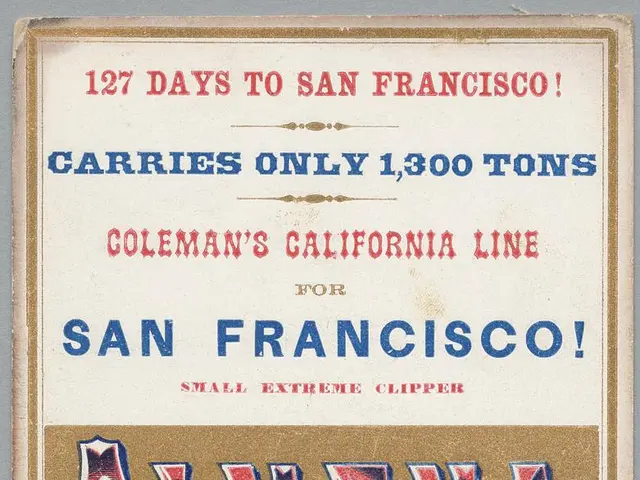 127 DAYS TO SAN FRANCISCO!
CARRIES ONLY 1,300 TONS
COLEMAN'S CALIFORNIA LINE
FOR
SAN FRANCISCO!
SMALL EXTREME CLIPPER